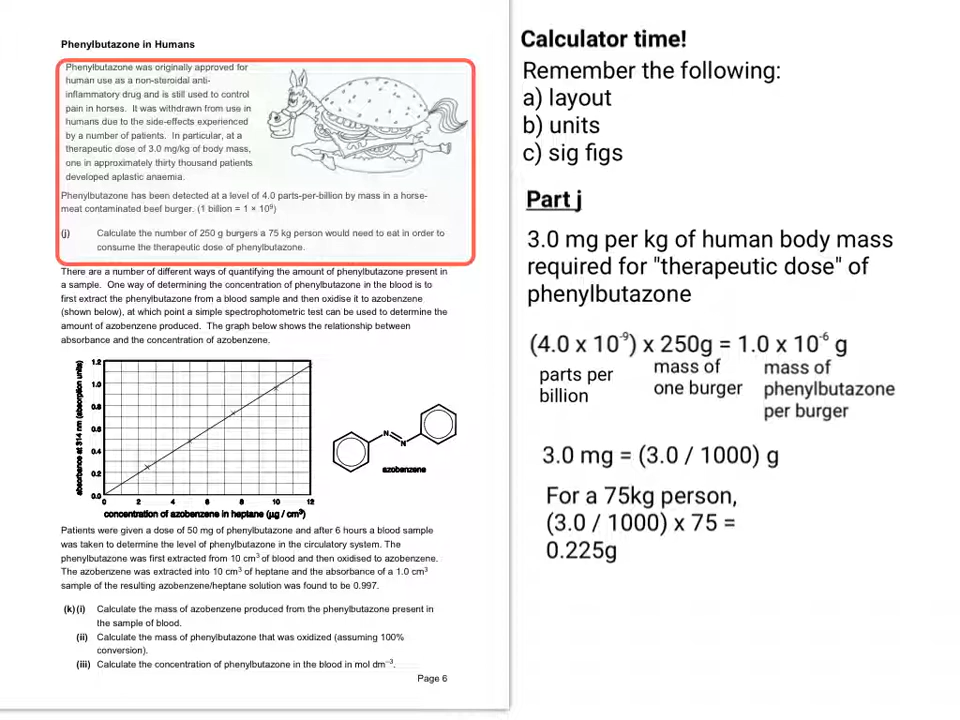 Phenylbutazone in Humans
Phenylbutazone was originally approved for
human use as a non-steroidal anti-
inflammatory drug and is still used to control
pain in horses. It was withdrawn from use in
humans due to the side-effects experienced
by a number of patients. In particular, at a
therapeutic dose of 3.0 mg/kg of body mass,
one in approximately thirty thousand patients
developed aplastic anaemia.
Phenylbutazone has been detected at a level of 4.0 parts-per-billion by mass in a horse-
meat contaminated beef burger. (1 billion = 1 × 10⁹)
(j) Calculate the number of 250 g burgers a 75 kg person would need to eat in order to
consume the therapeutic dose of phenylbutazone.
There are a number of different ways of quantifying the amount of phenylbutazone present in
a sample. One way of determining the concentration of phenylbutazone in the blood is to
first extract the phenylbutazone from a blood sample and then oxidise it to azobenzene
(shown below), at which point a simple spectrophotometric test can be used to determine the
amount of azobenzene produced. The graph below shows the relationship between
absorbance and the concentration of azobenzene.
absorbance at 314 nm (absorption units)
1.2
1.0
0.8
0.6
0.4
0.2
0.0
0 2 4 6 8 10 12
concentration of azobenzene in heptane (µg / cm³)
N
N
azobenzene
Patients were given a dose of 50 mg of phenylbutazone and after 6 hours a blood sample
was taken to determine the level of phenylbutazone in the circulatory system. The
phenylbutazone was first extracted from 10 cm³ of blood and then oxidised to azobenzene.
The azobenzene was extracted into 10 cm³ of heptane and the absorbance of a 1.0 cm³
sample of the resulting azobenzene/heptane solution was found to be 0.997.
(k)(i) Calculate the mass of azobenzene produced from the phenylbutazone present in
the sample of blood.
(ii) Calculate the mass of phenylbutazone that was oxidized (assuming 100%
conversion).
(iii) Calculate the concentration of phenylbutazone in the blood in mol dm⁻³.
Page 6
Calculator time!
Remember the following:
a) layout
b) units
c) sig figs
Part j
3.0 mg per kg of human body mass
required for "therapeutic dose" of
phenylbutazone
(4.0 x 10⁻⁹) x 250g = 1.0 x 10⁻⁶ g
parts per
billion
mass of
one burger
mass of
phenylbutazone
per burger
3.0 mg = (3.0 / 1000) g
For a 75kg person,
(3.0 / 1000) x 75 =
0.225g